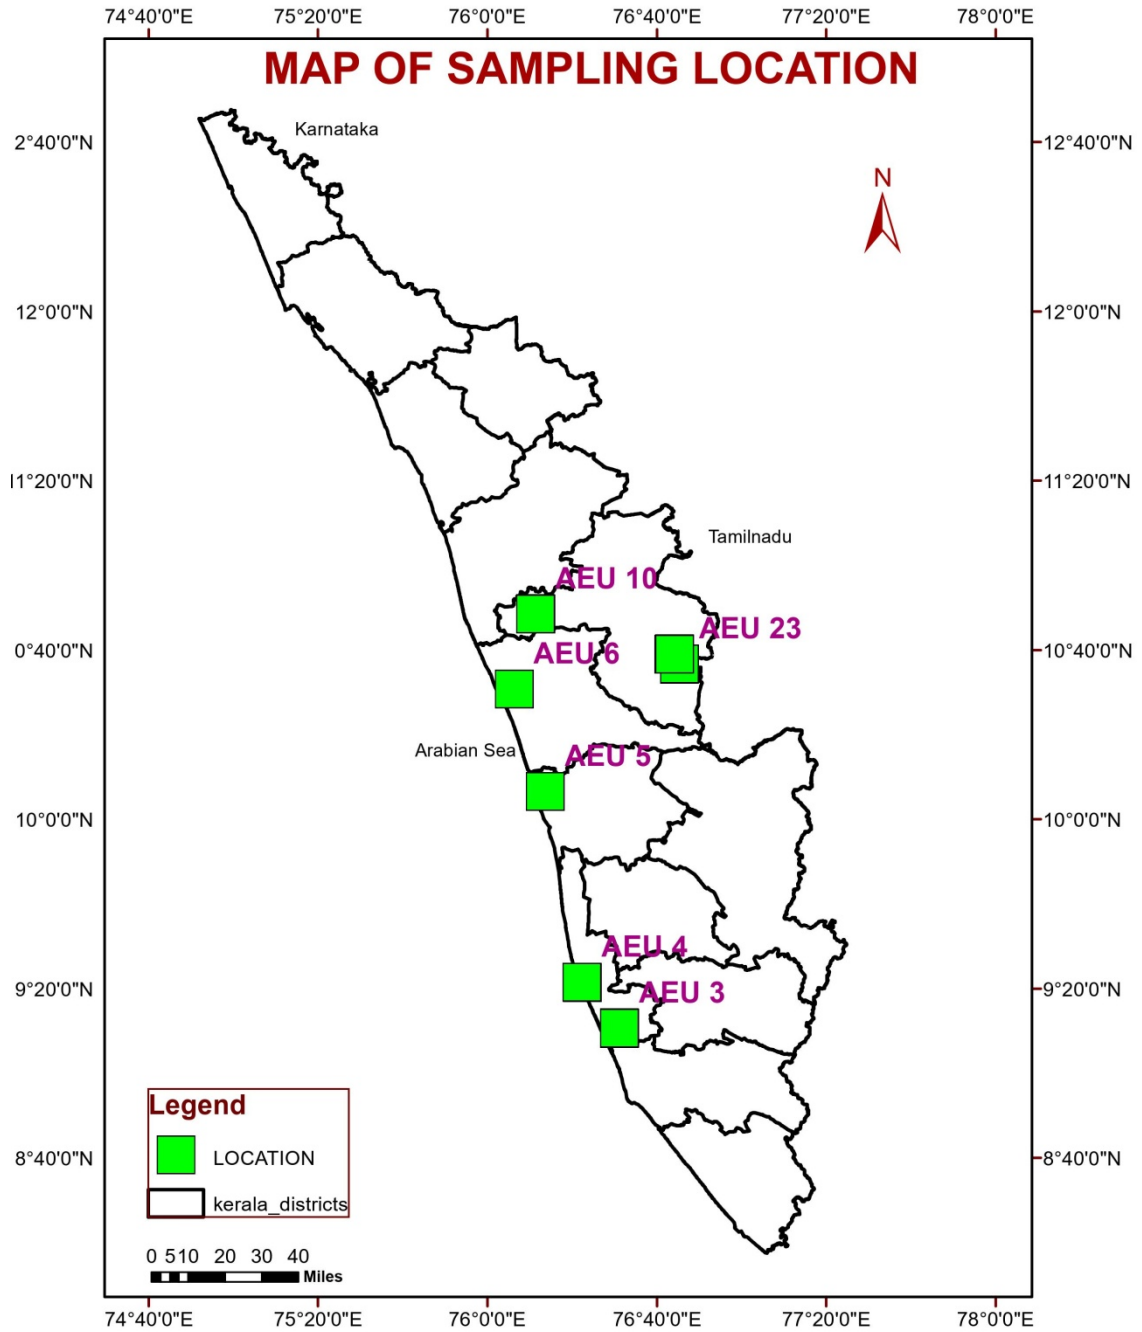 74°40'0"E 75°20'0"E 76°0'0"E 76°40'0"E 77°20'0"E 78°0'0"E
MAP OF SAMPLING LOCATION
Karnataka
2°40'0"N 12°40'0"N
N
12°0'0"N 12°0'0"N
1°20'0"N 11°20'0"N
Tamilnadu
AEU 10
AEU 23
0°40'0"N 10°40'0"N
AEU 6
Arabian Sea
AEU 5
10°0'0"N 10°0'0"N
AEU 4
9°20'0"N 9°20'0"N
AEU 3
Legend
LOCATION
8°40'0"N 8°40'0"N
kerala_districts
0 5 10 20 30 40
Miles
74°40'0"E 75°20'0"E 76°0'0"E 76°40'0"E 77°20'0"E 78°0'0"E